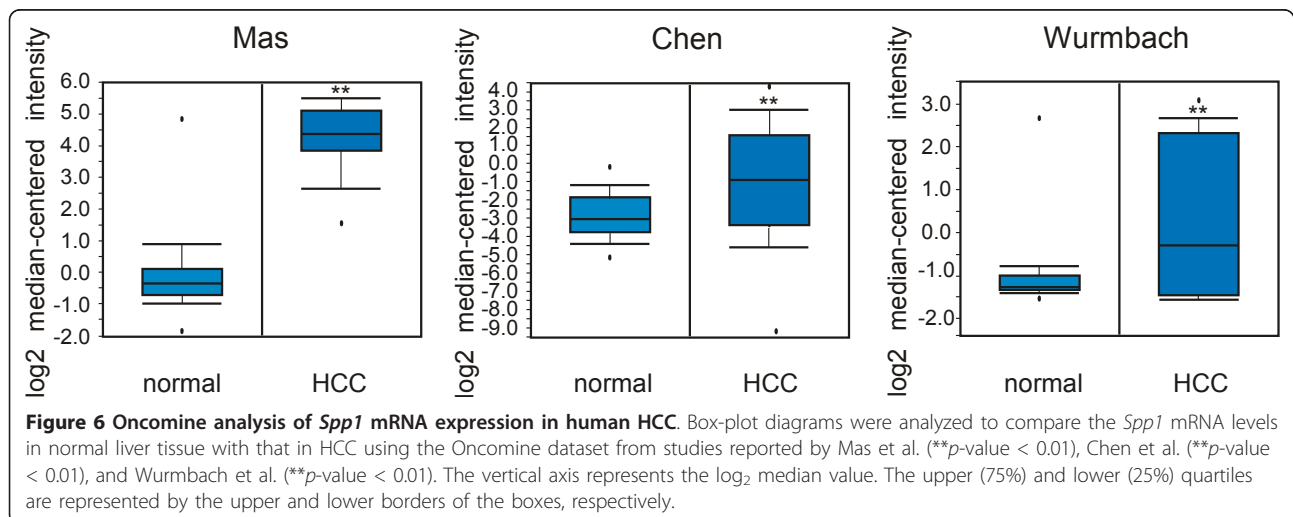 Mas
Chen
Wurmbach
log2 median-centered intensity
6.0
5.0
4.0
3.0
2.0
1.0
0.0
-1.0
-2.0
**
normal
HCC
log2 median-centered intensity
4.0
3.0
2.0
1.0
0.0
-1.0
-2.0
-3.0
-4.0
-5.0
-6.0
-7.0
-8.0
-9.0
**
normal
HCC
log2 median-centered intensity
3.0
2.0
1.0
0.0
-1.0
-2.0
**
normal
HCC
Figure 6 Oncomine analysis of Spp1 mRNA expression in human HCC. Box-plot diagrams were analyzed to compare the Spp1 mRNA levels
in normal liver tissue with that in HCC using the Oncomine dataset from studies reported by Mas et al. (**p-value < 0.01), Chen et al. (**p-value
< 0.01), and Wurmbach et al. (**p-value < 0.01). The vertical axis represents the log₂ median value. The upper (75%) and lower (25%) quartiles
are represented by the upper and lower borders of the boxes, respectively.